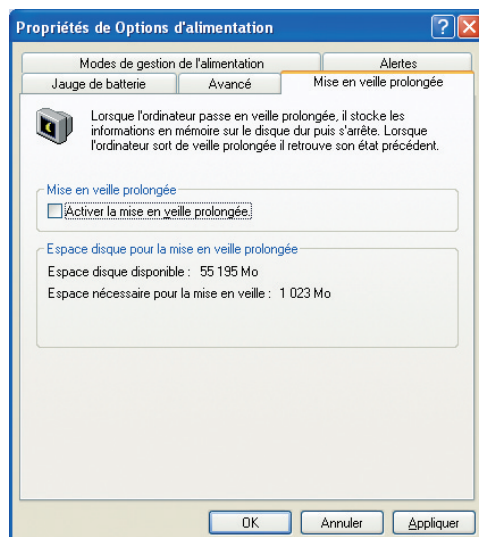 Propriétés de Options d'alimentation
Modes de gestion de l'alimentation
Alertes
Jauge de batterie
Avancé
Mise en veille prolongée
Lorsque l'ordinateur passe en veille prolongée, il stocke les
informations en mémoire sur le disque dur puis s'arrête. Lorsque
l'ordinateur sort de veille prolongée il retrouve son état précédent.
Mise en veille prolongée
Activer la mise en veille prolongée.
Espace disque pour la mise en veille prolongée
Espace disque disponible : 55 195 Mo
Espace nécessaire pour la mise en veille : 1 023 Mo
OK
Annuler
Appliquer